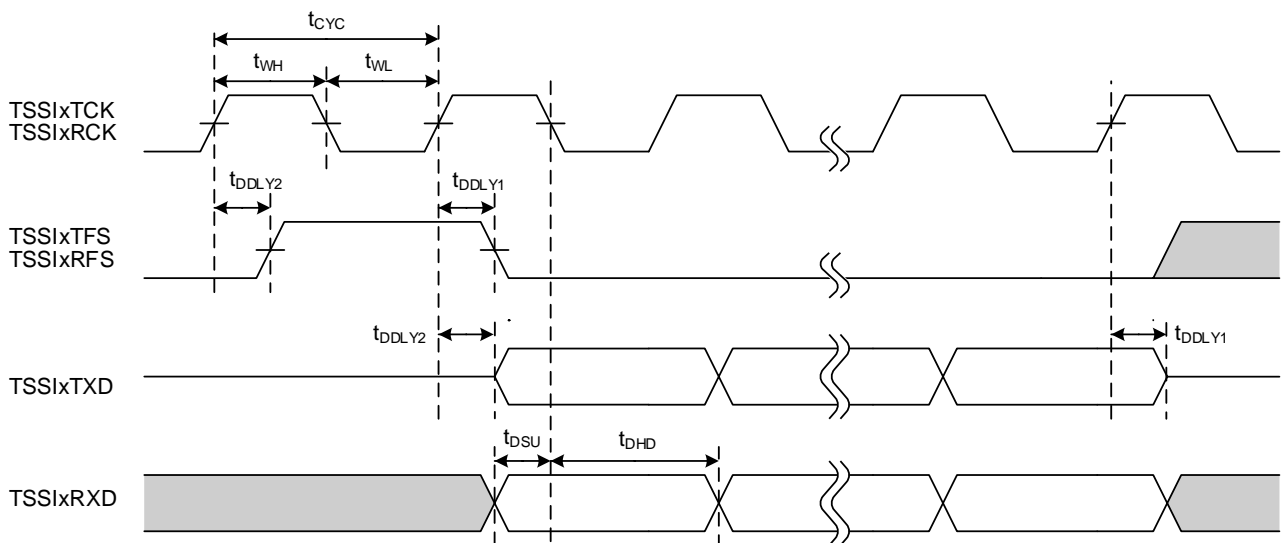 tCYC
tWH
tWL
TSSIxTCK
TSSIxRCK
tDDLY2
tDDLY1
TSSIxTFS
TSSIxRFS
tDDLY2
tDDLY1
TSSIxTXD
tDSU
tDHD
TSSIxRXD